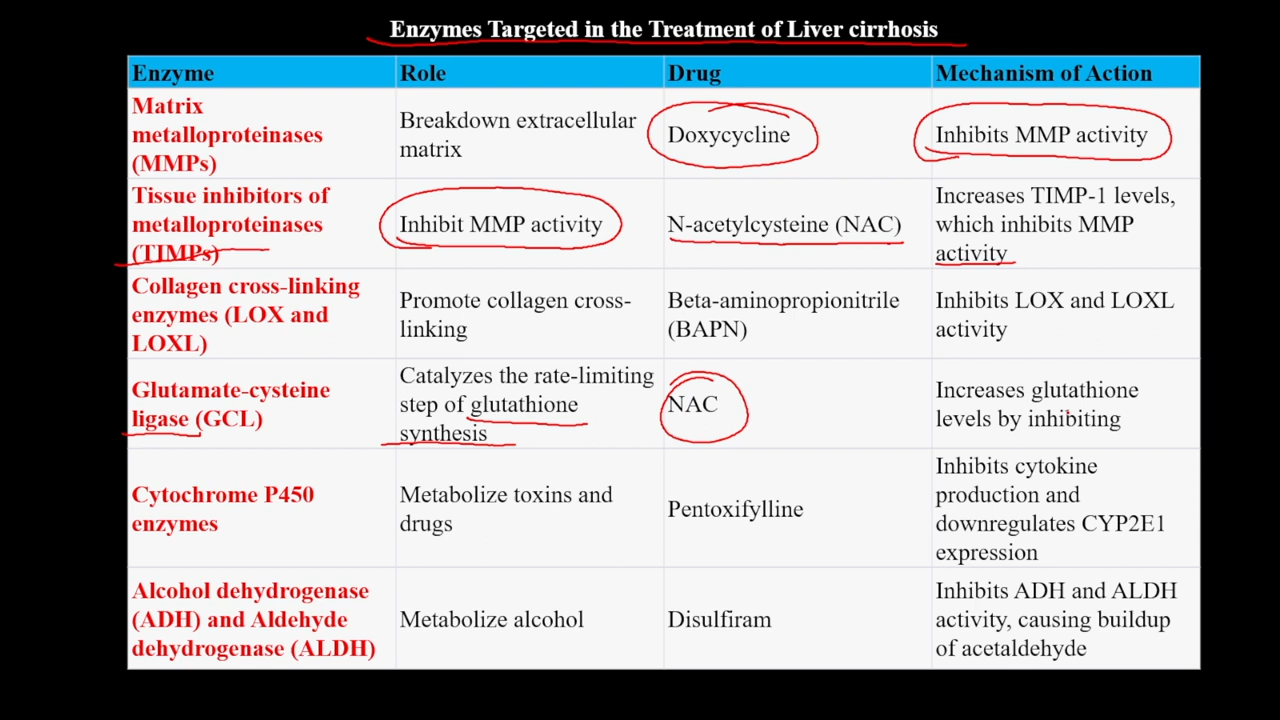 Enzymes Targeted in the Treatment of Liver cirrhosis
Enzyme Role Drug Mechanism of Action
Matrix
metalloproteinases
(MMPs)
Breakdown extracellular
matrix
Doxycycline
Inhibits MMP activity
Tissue inhibitors of
metalloproteinases
(TIMPs)
Inhibit MMP activity
N-acetylcysteine (NAC)
Increases TIMP-1 levels,
which inhibits MMP
activity
Collagen cross-linking
enzymes (LOX and
LOXL)
Promote collagen cross-
linking
Beta-aminopropionitrile
(BAPN)
Inhibits LOX and LOXL
activity
Glutamate-cysteine
ligase (GCL)
Catalyzes the rate-limiting
step of glutathione
synthesis
NAC
Increases glutathione
levels by inhibiting
Cytochrome P450
enzymes
Metabolize toxins and
drugs
Pentoxifylline
Inhibits cytokine
production and
downregulates CYP2E1
expression
Alcohol dehydrogenase
(ADH) and Aldehyde
dehydrogenase (ALDH)
Metabolize alcohol
Disulfiram
Inhibits ADH and ALDH
activity, causing buildup
of acetaldehyde